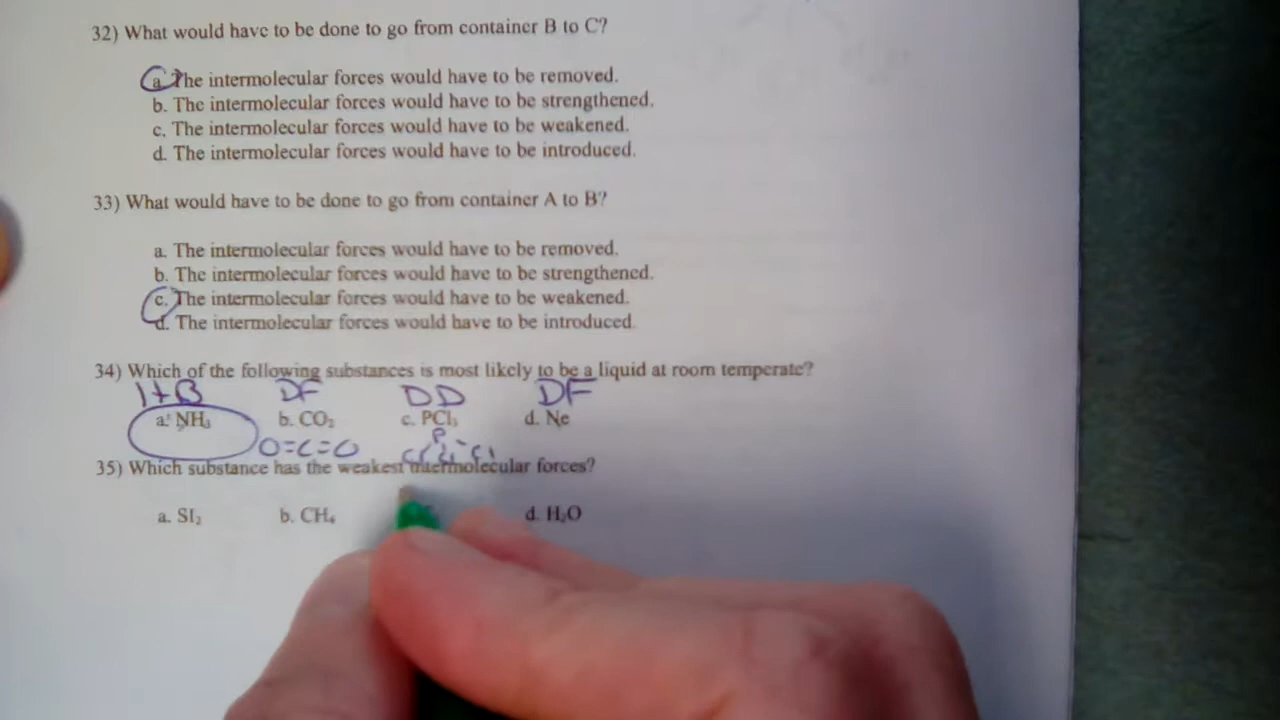 32) What would have to be done to go from container B to C?
a. The intermolecular forces would have to be removed.
b. The intermolecular forces would have to be strengthened.
c. The intermolecular forces would have to be weakened.
d. The intermolecular forces would have to be introduced.
33) What would have to be done to go from container A to B?
a. The intermolecular forces would have to be removed.
b. The intermolecular forces would have to be strengthened.
c. The intermolecular forces would have to be weakened.
d. The intermolecular forces would have to be introduced.
34) Which of the following substances is most likely to be a liquid at room temperate?
HB DF DD DF
a. NH₃ b. CO₂ c. PCl₃ d. Ne
O=C=O P
Cl Cl Cl
35) Which substance has the weakest intermolecular forces?
a. SI₂ b. CH₄ d. H₂O